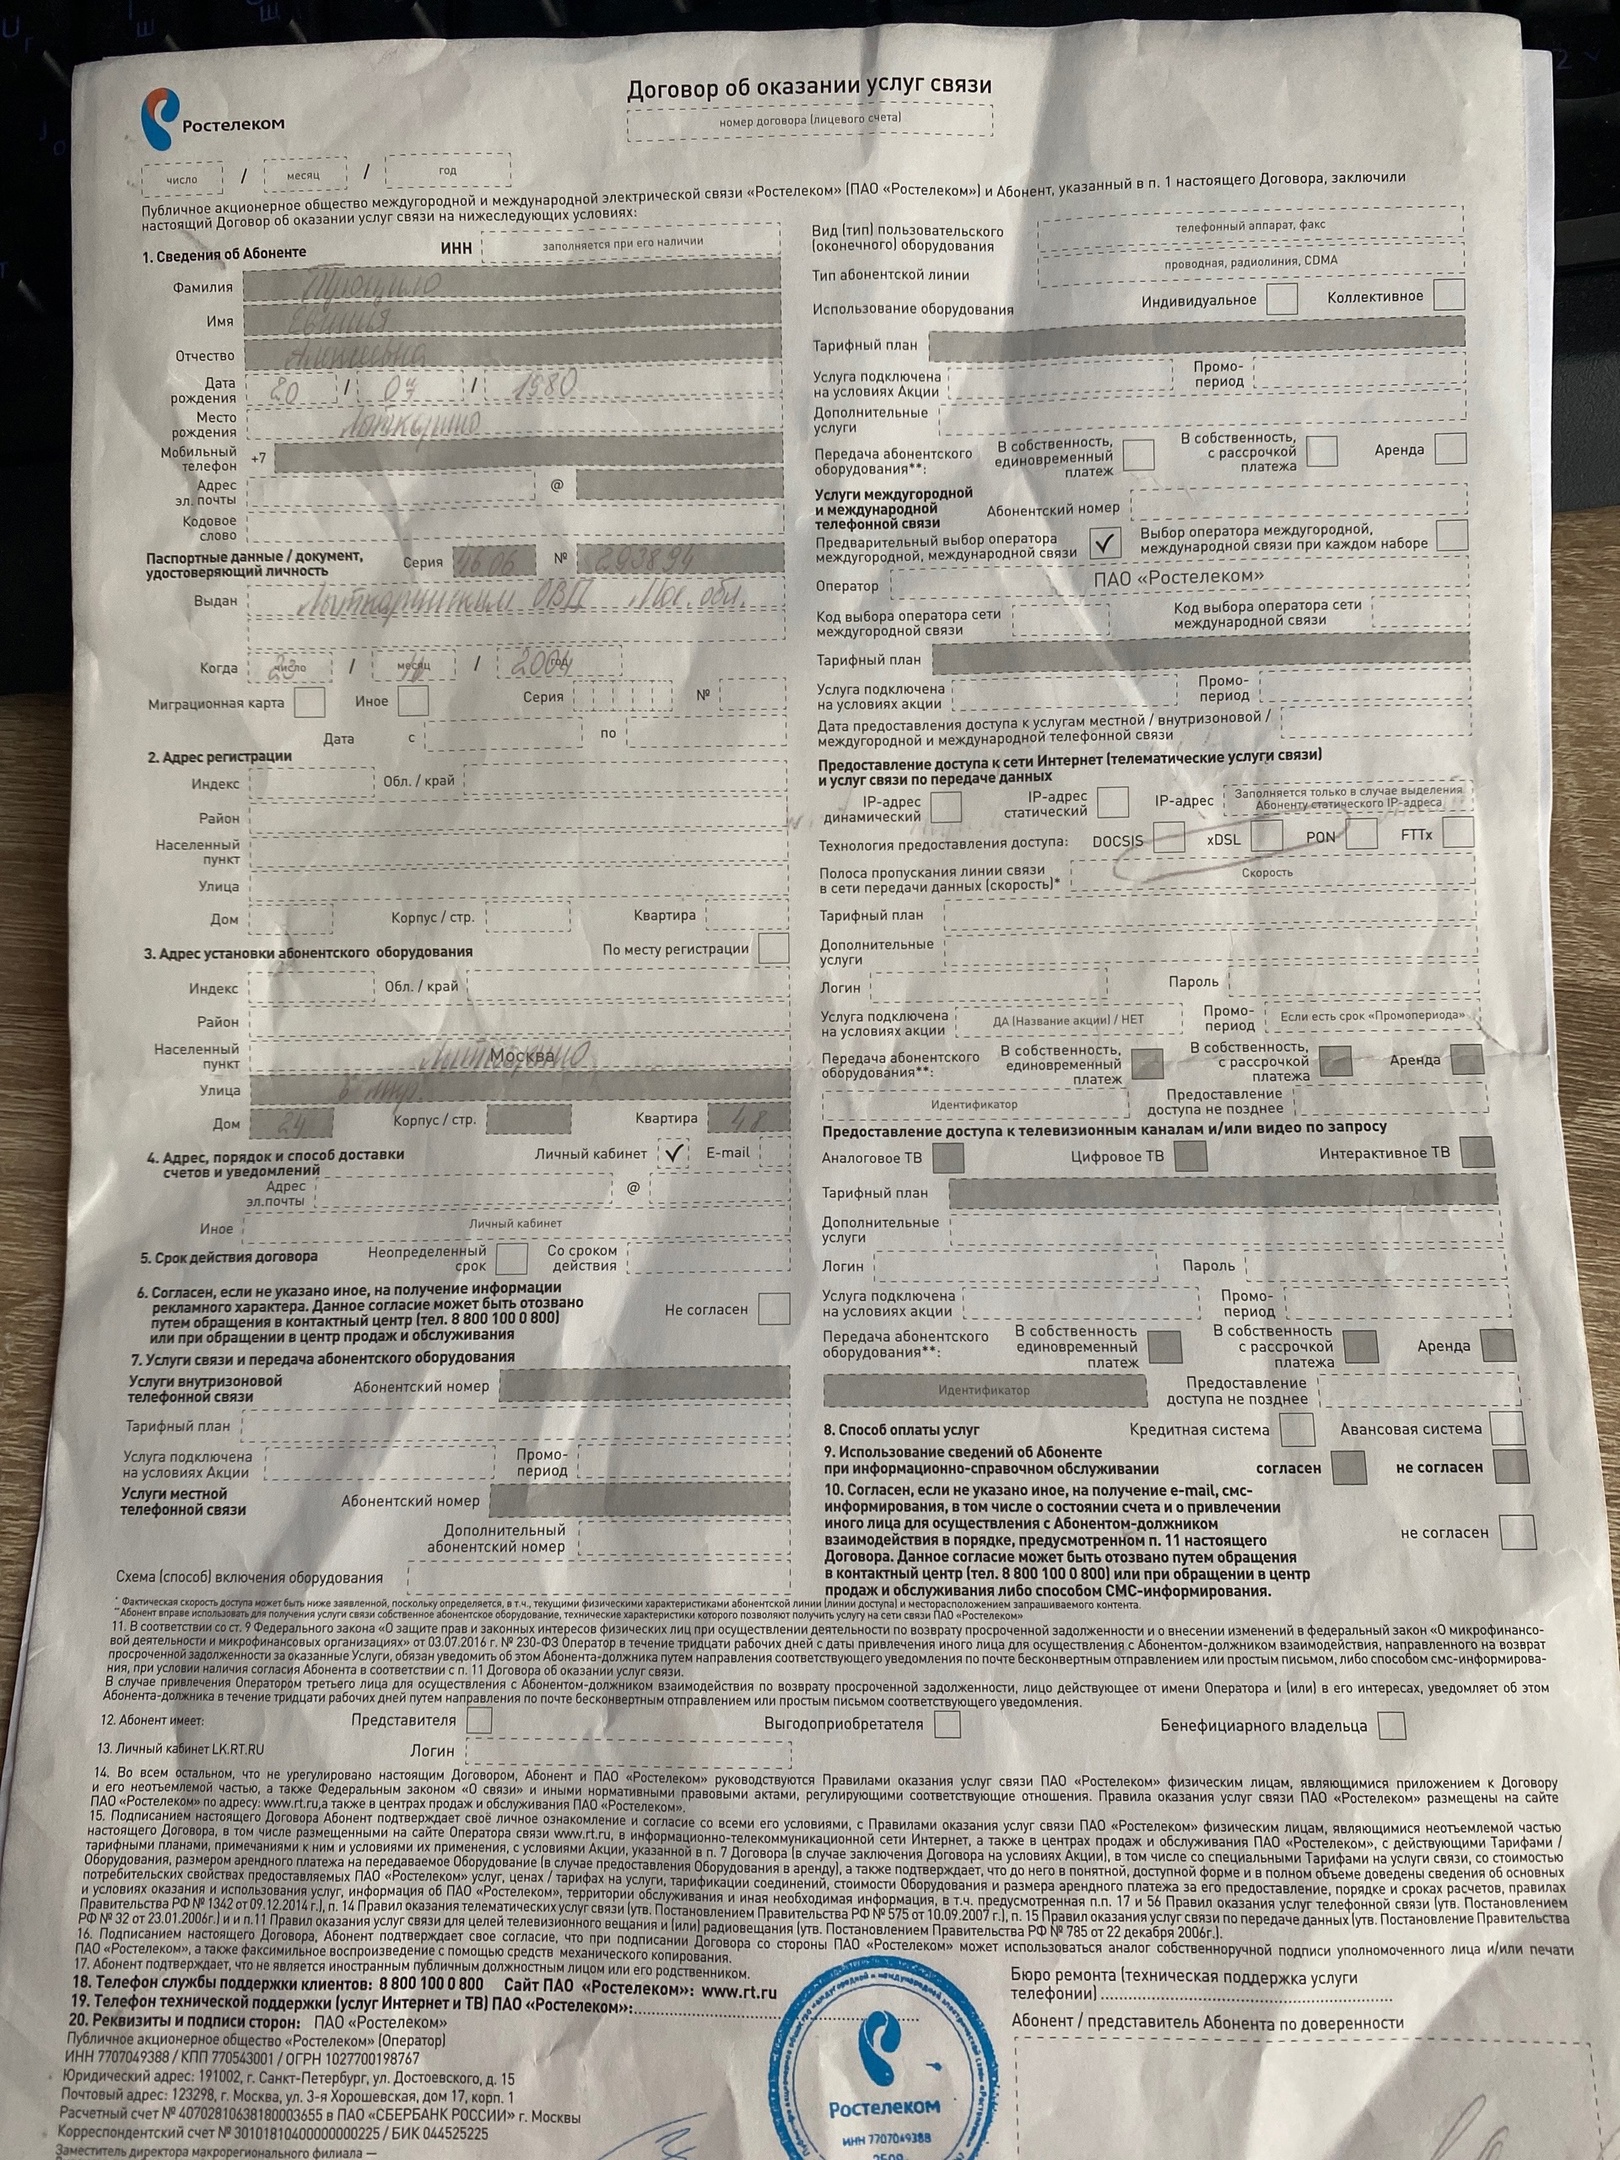 Ростелеком
Договор об оказании услуг связи
номер договора (лицевого счета)
число / месяц / год
Публичное акционерное общество междугородной и международной электрической связи «Ростелеком» (ПАО «Ростелеком») и Абонент, указанный в п. 1 настоящего Договора, заключили
настоящий Договор об оказании услуг связи на нижеследующих условиях:
1. Сведения об Абоненте ИНН заполняется при его наличии
Фамилия
Имя
Отчество
Дата рождения 20 / 07 / 1980
Место рождения Лыткарино
Мобильный телефон +7
Адрес эл. почты @
Кодовое слово
Паспортные данные / документ,
удостоверяющий личность Серия 46 06 № 293894
Выдан Лыткаринским ОВД Мос. обл.
Когда число 23 / месяц / год 2004
Миграционная карта Иное Серия №
Дата с по
2. Адрес регистрации
Индекс Обл. / край
Район
Населенный пункт
Улица
Дом Корпус / стр. Квартира
3. Адрес установки абонентского оборудования По месту регистрации
Индекс Обл. / край
Район
Населенный пункт Москва Лыткарино
Улица 5 мкр.
Дом 24 Корпус / стр. Квартира 48
4. Адрес, порядок и способ доставки
счетов и уведомлений Личный кабинет ✓ E-mail
Адрес эл.почты @
Иное Личный кабинет
5. Срок действия договора Неопределенный срок Со сроком действия
6. Согласен, если не указано иное, на получение информации
рекламного характера. Данное согласие может быть отозвано
путем обращения в контактный центр (тел. 8 800 100 0 800)
или при обращении в центр продаж и обслуживания Не согласен
7. Услуги связи и передача абонентского оборудования
Услуги внутризоновой
телефонной связи Абонентский номер
Тарифный план
Услуга подключена
на условиях Акции Промо-период
Услуги местной
телефонной связи Абонентский номер
Дополнительный
абонентский номер
Схема (способ) включения оборудования
Вид (тип) пользовательского
(оконечного) оборудования телефонный аппарат, факс
Тип абонентской линии проводная, радиолиния, CDMA
Использование оборудования Индивидуальное Коллективное
Тарифный план
Услуга подключена
на условиях Акции Промо-период
Дополнительные
услуги
Передача абонентского
оборудования**: В собственность, единовременный платеж В собственность, с рассрочкой платежа Аренда
Услуги междугородной
и международной
телефонной связи Абонентский номер
Предварительный выбор оператора
междугородной, международной связи ✓ Выбор оператора междугородной,
международной связи при каждом наборе
Оператор ПАО «Ростелеком»
Код выбора оператора сети
междугородной связи Код выбора оператора сети
международной связи
Тарифный план
Услуга подключена
на условиях акции Промо-период
Дата предоставления доступа к услугам местной / внутризоновой /
междугородной и международной телефонной связи
Предоставление доступа к сети Интернет (телематические услуги связи)
и услуг связи по передаче данных
IP-адрес динамический IP-адрес статический IP-адрес Заполняется только в случае выделения
Абоненту статического IP-адреса
Технология предоставления доступа: DOCSIS xDSL PON FTTx
Полоса пропускания линии связи
в сети передачи данных (скорость)* Скорость
Тарифный план
Дополнительные
услуги
Логин Пароль
Услуга подключена
на условиях акции ДА (Название акции) / НЕТ Промо-период Если есть срок «Промопериода»
Передача абонентского
оборудования**: В собственность, единовременный платеж В собственность, с рассрочкой платежа Аренда
Идентификатор Предоставление
доступа не позднее
Предоставление доступа к телевизионным каналам и/или видео по запросу
Аналоговое ТВ Цифровое ТВ Интерактивное ТВ
Тарифный план
Дополнительные
услуги
Логин Пароль
Услуга подключена
на условиях акции Промо-период
Передача абонентского
оборудования**: В собственность единовременный платеж В собственность с рассрочкой платежа Аренда
Идентификатор Предоставление
доступа не позднее
8. Способ оплаты услуг Кредитная система Авансовая система
9. Использование сведений об Абоненте
при информационно-справочном обслуживании согласен не согласен
10. Согласен, если не указано иное, на получение e-mail, смс-
информирования, в том числе о состоянии счета и о привлечении
иного лица для осуществления с Абонентом-должником
взаимодействия в порядке, предусмотренном п. 11 настоящего
Договора. Данное согласие может быть отозвано путем обращения
в контактный центр (тел. 8 800 100 0 800) или при обращении в центр
продаж и обслуживания либо способом СМС-информирования. не согласен
* Фактическая скорость доступа может быть ниже заявленной, поскольку определяется, в т.ч., текущими физическими характеристиками абонентской линии (линии доступа) и месторасположением запрашиваемого контента.
**Абонент вправе использовать для получения услуги связи собственное абонентское оборудование, технические характеристики которого позволяют получить услугу на сети связи ПАО «Ростелеком»
11. В соответствии со ст. 9 Федерального закона «О защите прав и законных интересов физических лиц при осуществлении деятельности по возврату просроченной задолженности и о внесении изменений в федеральный закон «О микрофинансо-
вой деятельности и микрофинансовых организациях» от 03.07.2016 г. № 230-ФЗ Оператор в течение тридцати рабочих дней с даты привлечения иного лица для осуществления с Абонентом-должником взаимодействия, направленного на возврат
просроченной задолженности за оказанные Услуги, обязан уведомить об этом Абонента-должника путем направления соответствующего уведомления по почте бесконвертным отправлением или простым письмом, либо способом смс-информирова-
ния, при условии наличия согласия Абонента в соответствии с п. 11 Договора об оказании услуг связи.
В случае привлечения Оператором третьего лица для осуществления с Абонентом-должником взаимодействия по возврату просроченной задолженности, лицо действующее от имени Оператора и (или) в его интересах, уведомляет об этом
Абонента-должника в течение тридцати рабочих дней путем направления по почте бесконвертным отправлением или простым письмом соответствующего уведомления.
12. Абонент имеет: Представителя Выгодоприобретателя Бенефициарного владельца
13. Личный кабинет LK.RT.RU Логин
14. Во всем остальном, что не урегулировано настоящим Договором, Абонент и ПАО «Ростелеком» руководствуются Правилами оказания услуг связи ПАО «Ростелеком» физическим лицам, являющимися приложением к Договору
и его неотъемлемой частью, а также Федеральным законом «О связи» и иными нормативными правовыми актами, регулирующими соответствующие отношения. Правила оказания услуг связи ПАО «Ростелеком» размещены на сайте
ПАО «Ростелеком» по адресу: www.rt.ru,а также в центрах продаж и обслуживания ПАО «Ростелеком».
15. Подписанием настоящего Договора Абонент подтверждает своё личное ознакомление и согласие со всеми его условиями, с Правилами оказания услуг связи ПАО «Ростелеком» физическим лицам, являющимися неотъемлемой частью
настоящего Договора, в том числе размещенными на сайте Оператора связи www.rt.ru, в информационно-телекоммуникационной сети Интернет, а также в центрах продаж и обслуживания ПАО «Ростелеком», с действующими Тарифами /
тарифными планами, примечаниями к ним и условиями их применения, с условиями Акции, указанной в п. 7 Договора (в случае заключения Договора на условиях Акции), в том числе со специальными Тарифами на услуги связи, со стоимостью
Оборудования, размером арендного платежа на передаваемое Оборудование (в случае предоставления Оборудования в аренду), а также подтверждает, что до него в понятной, доступной форме и в полном объеме доведены сведения об основных
потребительских свойствах предоставляемых ПАО «Ростелеком» услуг, ценах / тарифах на услуги, тарификации соединений, стоимости Оборудования и размера арендного платежа за его предоставление, порядке и сроках расчетов, правилах
и условиях оказания и использования услуг, информация об ПАО «Ростелеком», территории обслуживания и иная необходимая информация, в т.ч. предусмотренная п.п. 17 и 56 Правил оказания услуг телефонной связи (утв. Постановлением
Правительства РФ № 1342 от 09.12.2014 г.), п. 14 Правил оказания телематических услуг связи (утв. Постановлением Правительства РФ № 575 от 10.09.2007 г.), п. 15 Правил оказания услуг связи по передаче данных (утв. Постановление Правительства
РФ № 32 от 23.01.2006г.) и п.11 Правил оказания услуг связи для целей телевизионного вещания и (или) радиовещания (утв. Постановлением Правительства РФ № 785 от 22 декабря 2006г.).
16. Подписанием настоящего Договора, Абонент подтверждает свое согласие, что при подписании Договора со стороны ПАО «Ростелеком» может использоваться аналог собственноручной подписи уполномоченного лица и/или печати
ПАО «Ростелеком», а также факсимильное воспроизведение с помощью средств механического копирования.
17. Абонент подтверждает, что не является иностранным публичным должностным лицом или его родственником.
18. Телефон службы поддержки клиентов: 8 800 100 0 800 Сайт ПАО «Ростелеком»: www.rt.ru
19. Телефон технической поддержки (услуг Интернет и ТВ) ПАО «Ростелеком»:
20. Реквизиты и подписи сторон: ПАО «Ростелеком»
Публичное акционерное общество «Ростелеком» (Оператор)
ИНН 7707049388 / КПП 770543001 / ОГРН 1027700198767
Юридический адрес: 191002, г. Санкт-Петербург, ул. Достоевского, д. 15
Почтовый адрес: 123298, г. Москва, ул. 3-я Хорошевская, дом 17, корп. 1
Расчетный счет № 40702810638180003655 в ПАО «СБЕРБАНК РОССИИ» г. Москвы
Корреспондентский счет № 30101810400000000225 / БИК 044525225
Заместитель директора макрорегионального филиала —
Бюро ремонта (техническая поддержка услуги
телефонии)
Абонент / представитель Абонента по доверенности
Ростелеком
ИНН 7707049388